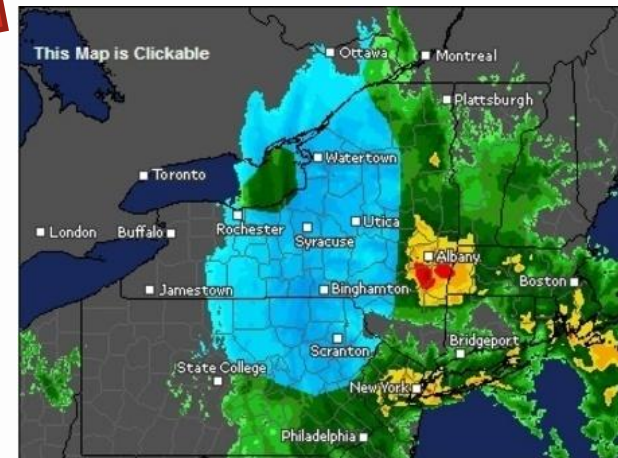 This Map is Clickable
Ottawa
Montreal
Plattsburgh
Watertown
Toronto
London
Buffalo
Rochester
Syracuse
Utica
Albany
Jamestown
Binghamton
Boston
Scranton
Bridgeport
State College
New York
Philadelphia